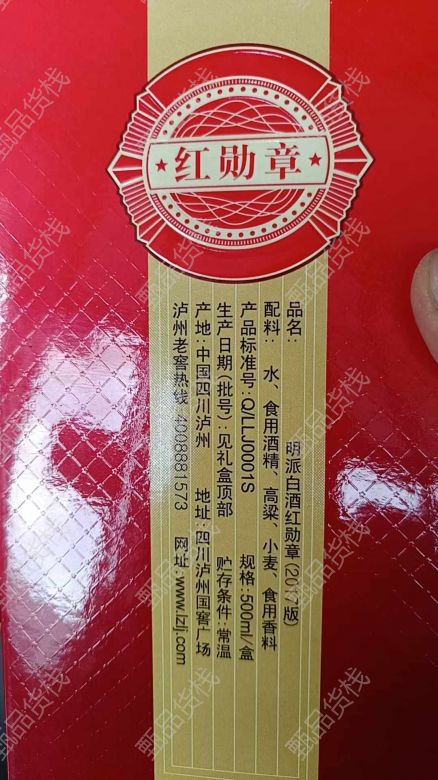 红勋章
品名: 明派白酒红勋章(2017版)
配料: 水、食用酒精、高粱、小麦、食用香料
产品标准号:Q/LLJ0001S 规格:500ml/盒
生产日期(批号):见礼盒顶部 贮存条件:常温
产地:中国四川泸州 地址:四川泸州国窖广场
泸州老窖热线 4008881573 网址:www.lzlj.com
甄品货栈